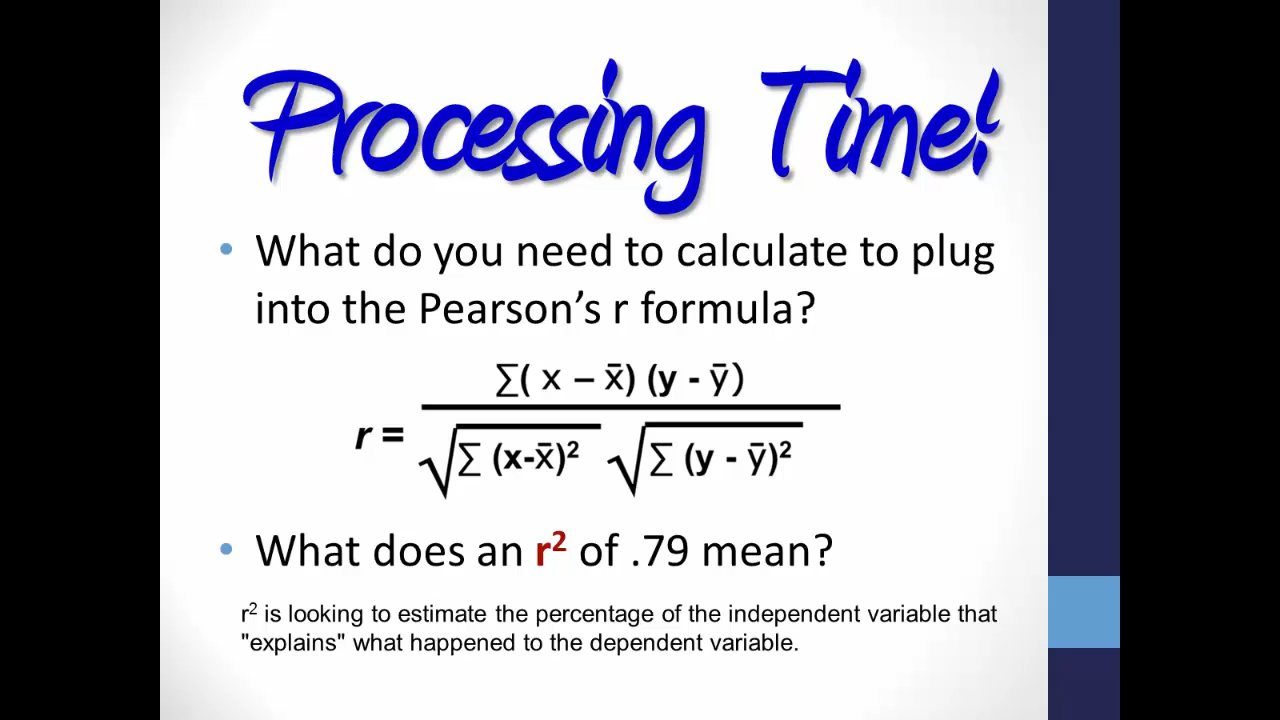 Processing Time!
• What do you need to calculate to plug
into the Pearson’s r formula?
∑( x – x̄) (y - ȳ)
r =
√∑ (x-x̄)² √∑ (y - ȳ)²
• What does an r² of .79 mean?
r² is looking to estimate the percentage of the independent variable that
"explains" what happened to the dependent variable.